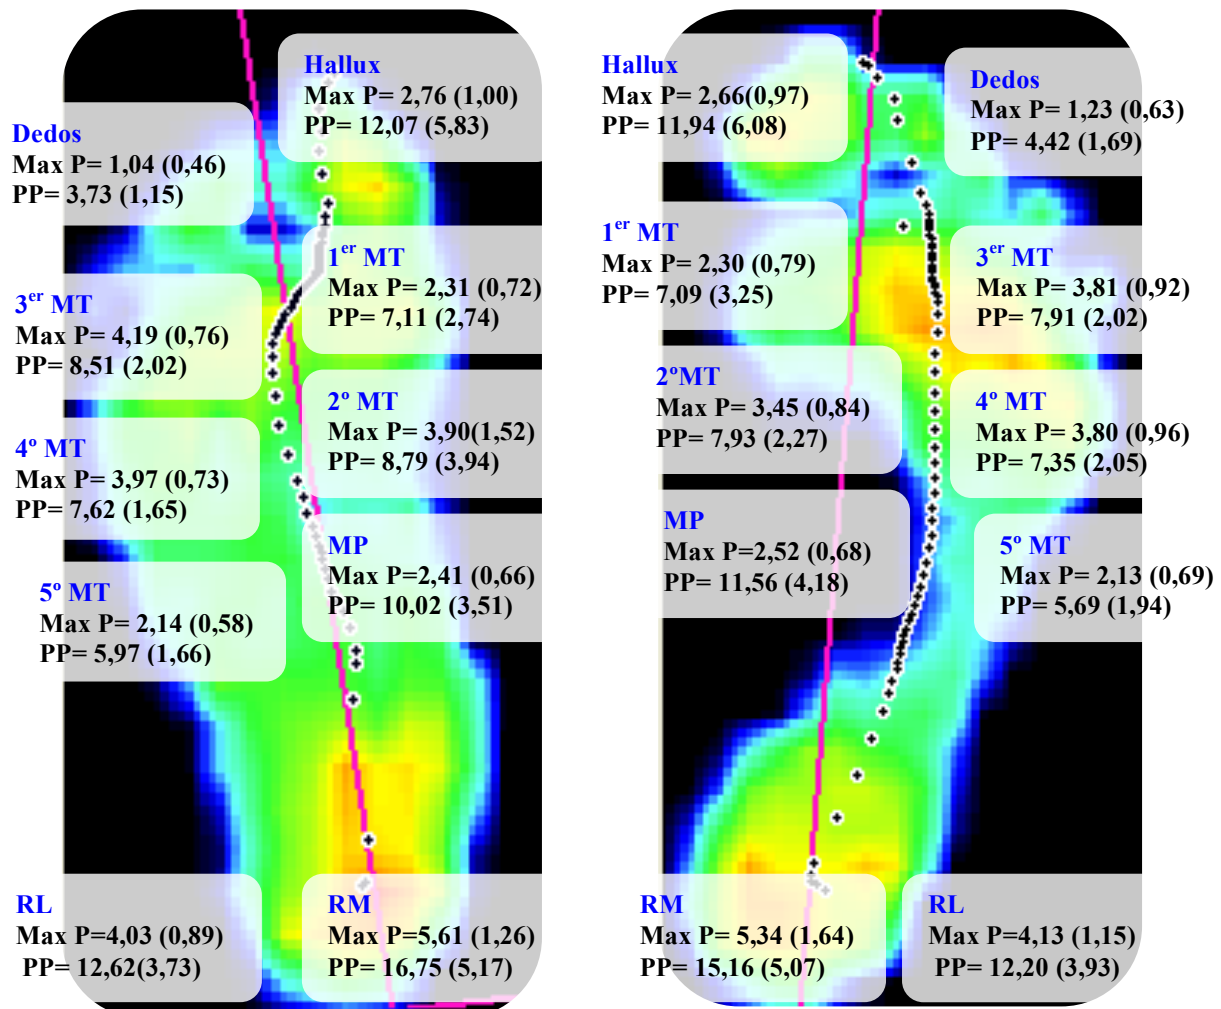 Hallux
Max P= 2,76 (1,00)
PP= 12,07 (5,83)
Dedos
Max P= 1,04 (0,46)
PP= 3,73 (1,15)
1er MT
Max P= 2,31 (0,72)
PP= 7,11 (2,74)
3er MT
Max P= 4,19 (0,76)
PP= 8,51 (2,02)
2º MT
Max P= 3,90(1,52)
PP= 8,79 (3,94)
4º MT
Max P= 3,97 (0,73)
PP= 7,62 (1,65)
MP
Max P=2,41 (0,66)
PP= 10,02 (3,51)
5º MT
Max P= 2,14 (0,58)
PP= 5,97 (1,66)
RL
Max P=4,03 (0,89)
PP= 12,62(3,73)
RM
Max P=5,61 (1,26)
PP= 16,75 (5,17)
Hallux
Max P= 2,66(0,97)
PP= 11,94 (6,08)
Dedos
Max P= 1,23 (0,63)
PP= 4,42 (1,69)
1er MT
Max P= 2,30 (0,79)
PP= 7,09 (3,25)
3er MT
Max P= 3,81 (0,92)
PP= 7,91 (2,02)
2ºMT
Max P= 3,45 (0,84)
PP= 7,93 (2,27)
4º MT
Max P= 3,80 (0,96)
PP= 7,35 (2,05)
MP
Max P=2,52 (0,68)
PP= 11,56 (4,18)
5º MT
Max P= 2,13 (0,69)
PP= 5,69 (1,94)
RM
Max P= 5,34 (1,64)
PP= 15,16 (5,07)
RL
Max P=4,13 (1,15)
PP= 12,20 (3,93)